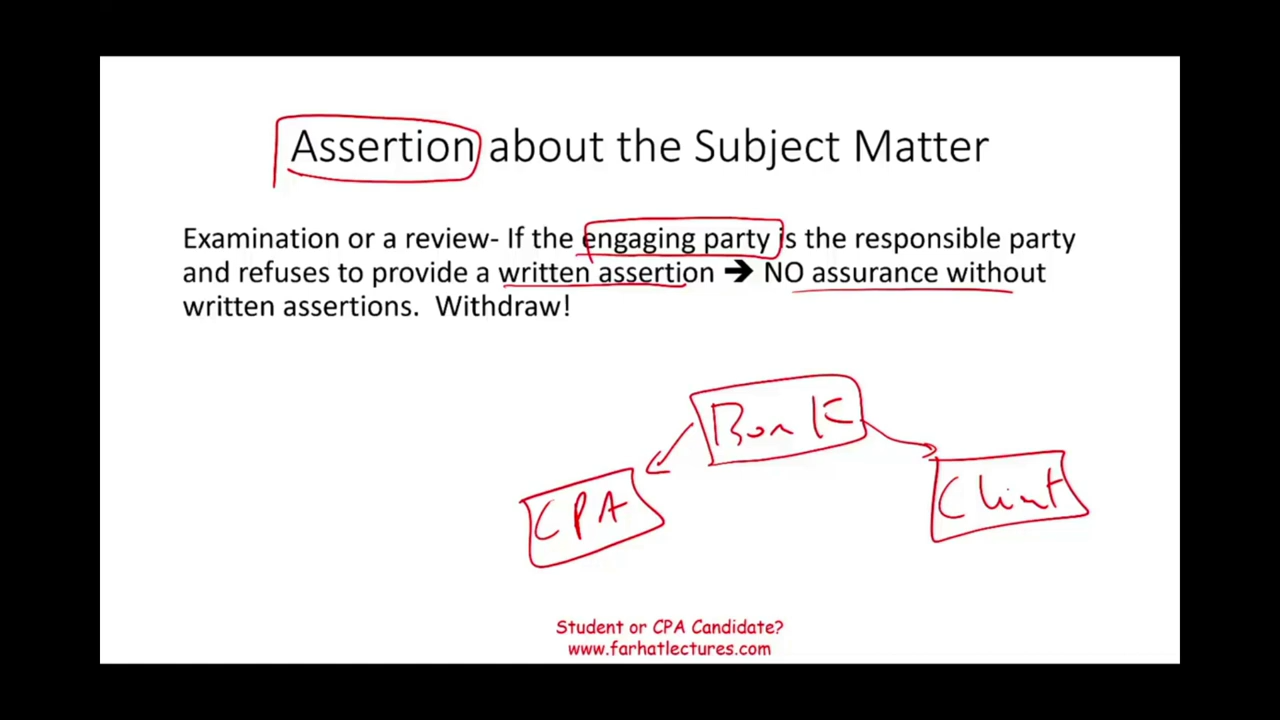 Assertion about the Subject Matter
Examination or a review- If the engaging party is the responsible party
and refuses to provide a written assertion ➔ NO assurance without
written assertions. Withdraw!
Bank
CPA
Client
Student or CPA Candidate?
www.farhatlectures.com